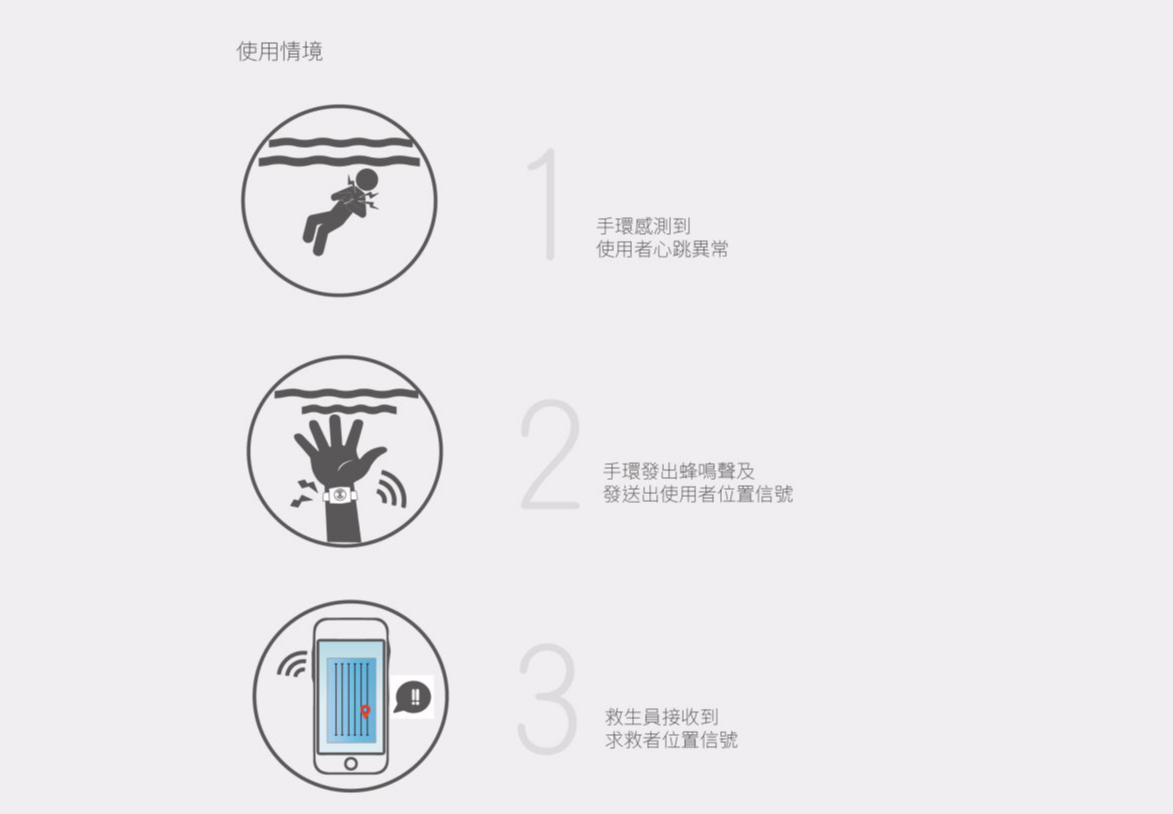 使用情境
1
手環感測到
使用者心跳異常
2
手環發出蜂鳴聲及
發送出使用者位置信號
!!
3
救生員接收到
求救者位置信號